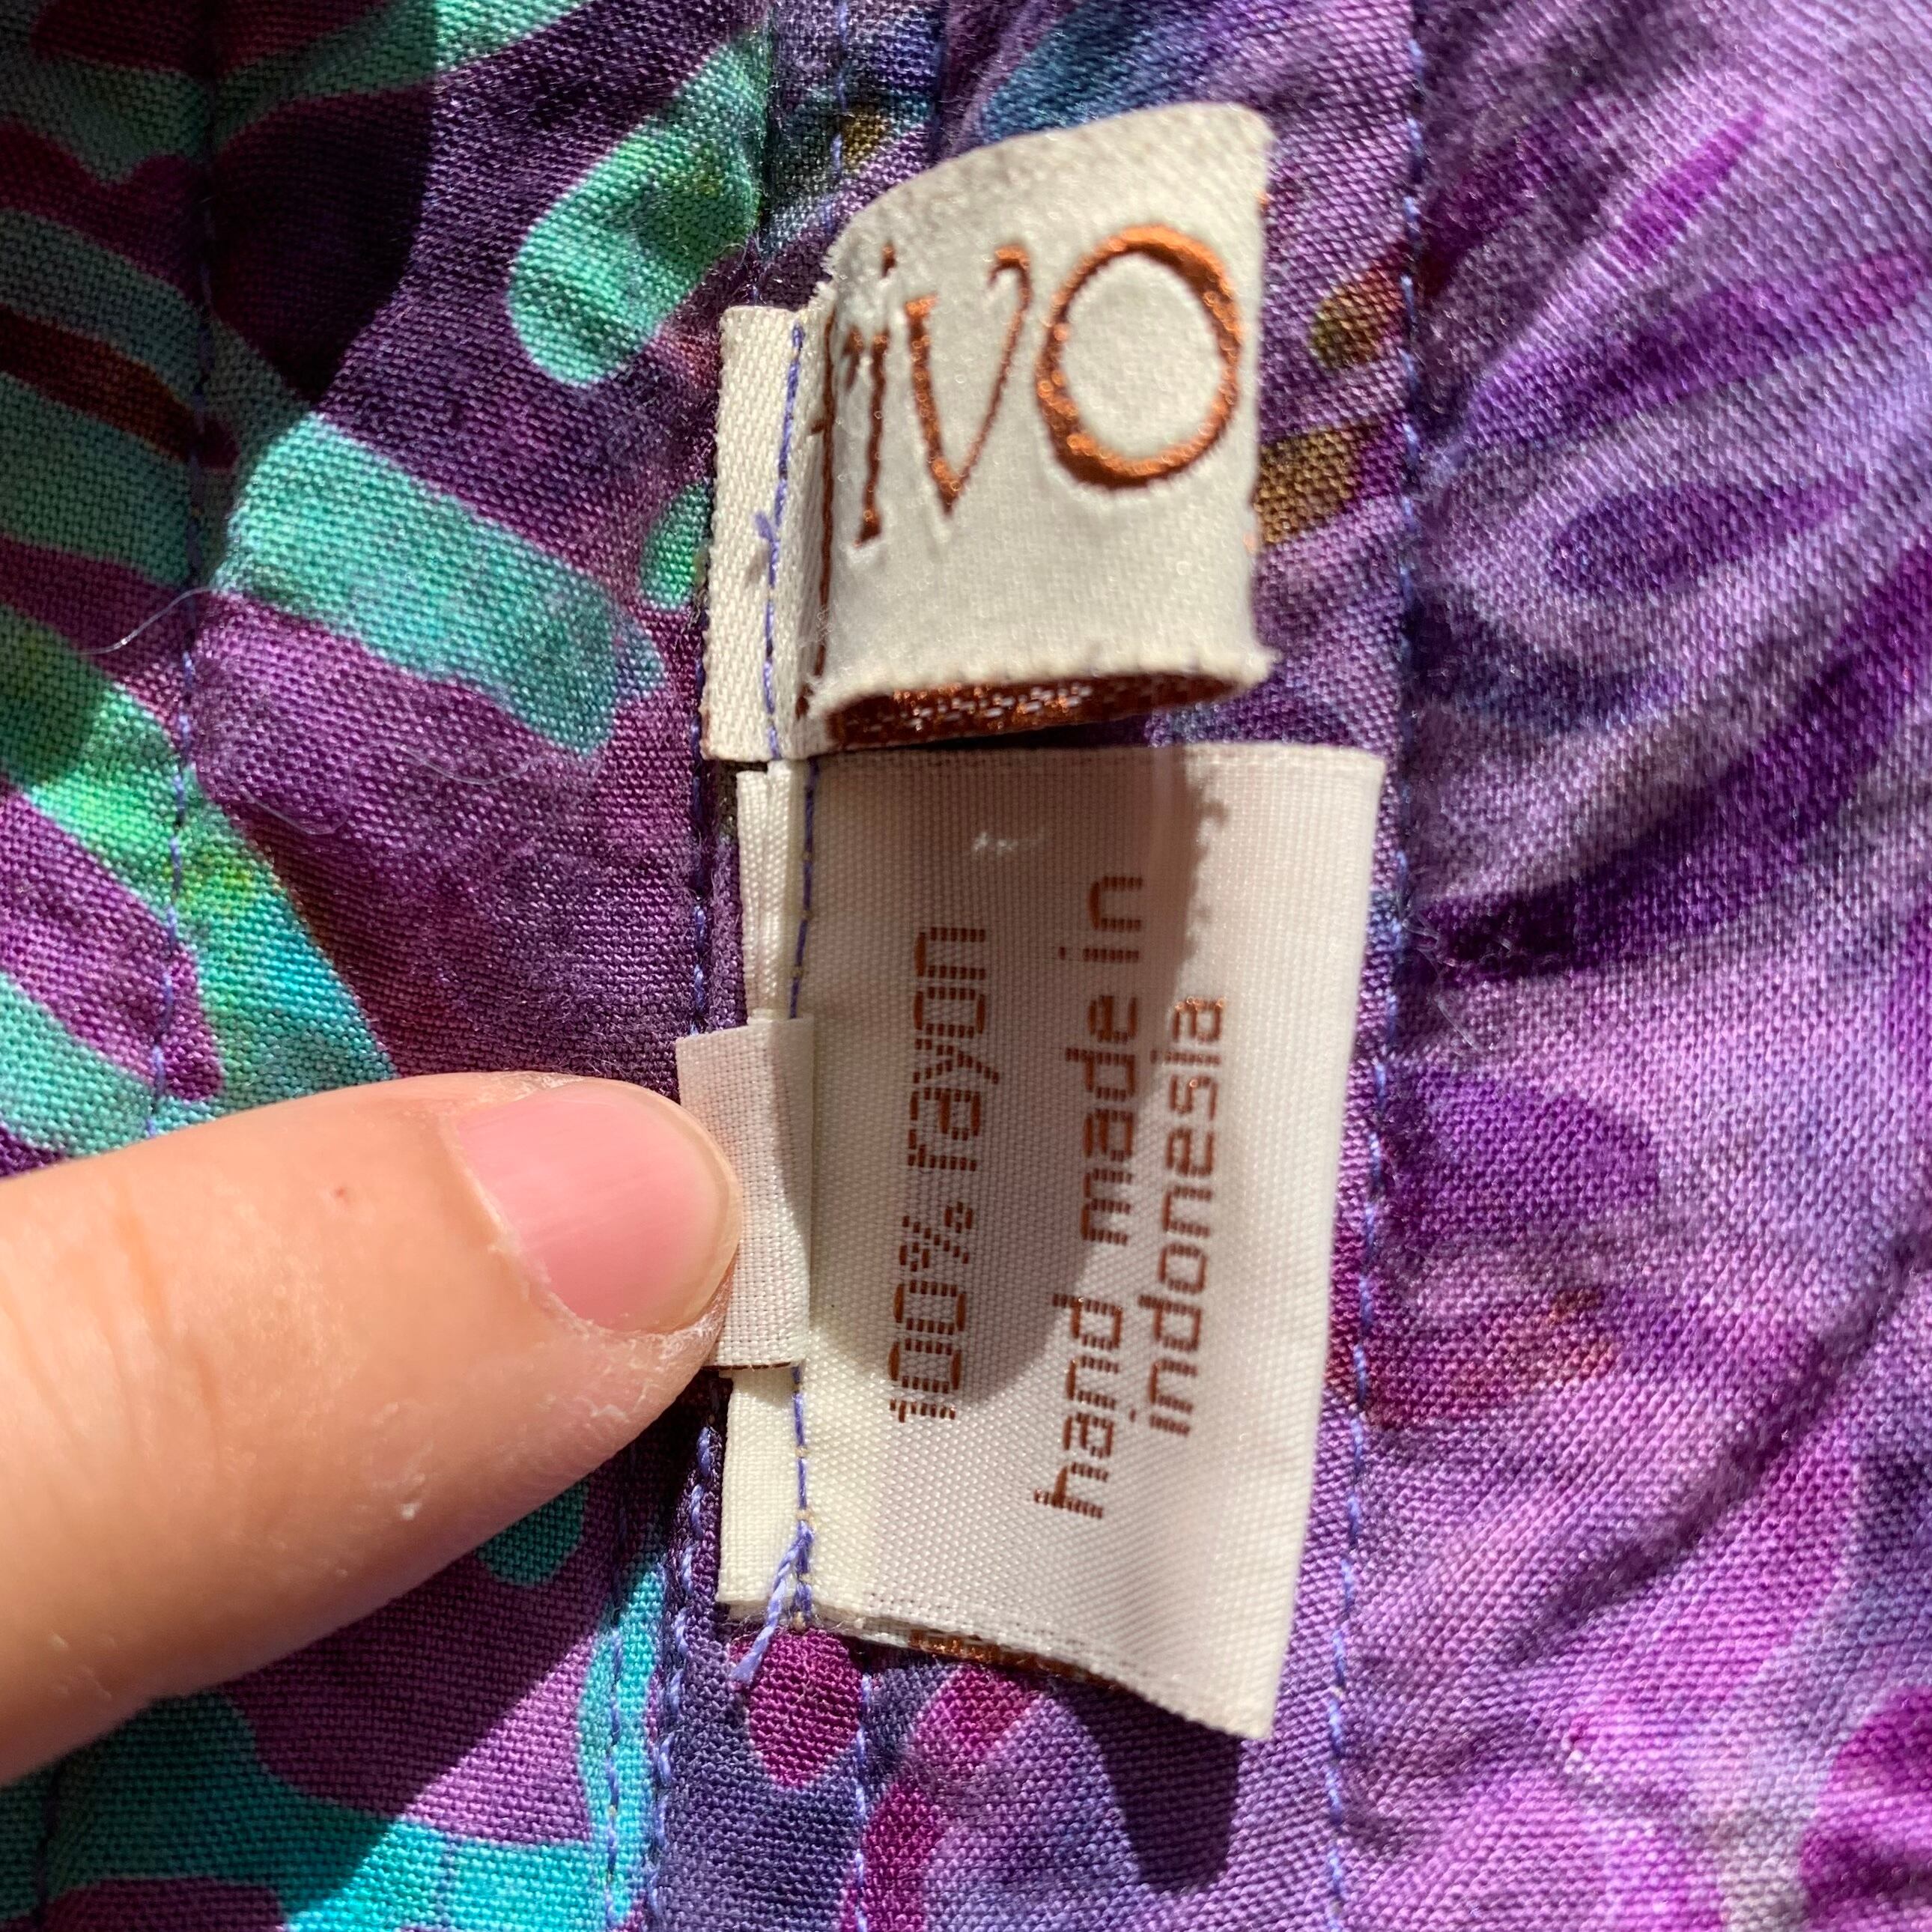 ivo
100% rayon
hand made in
indonesia